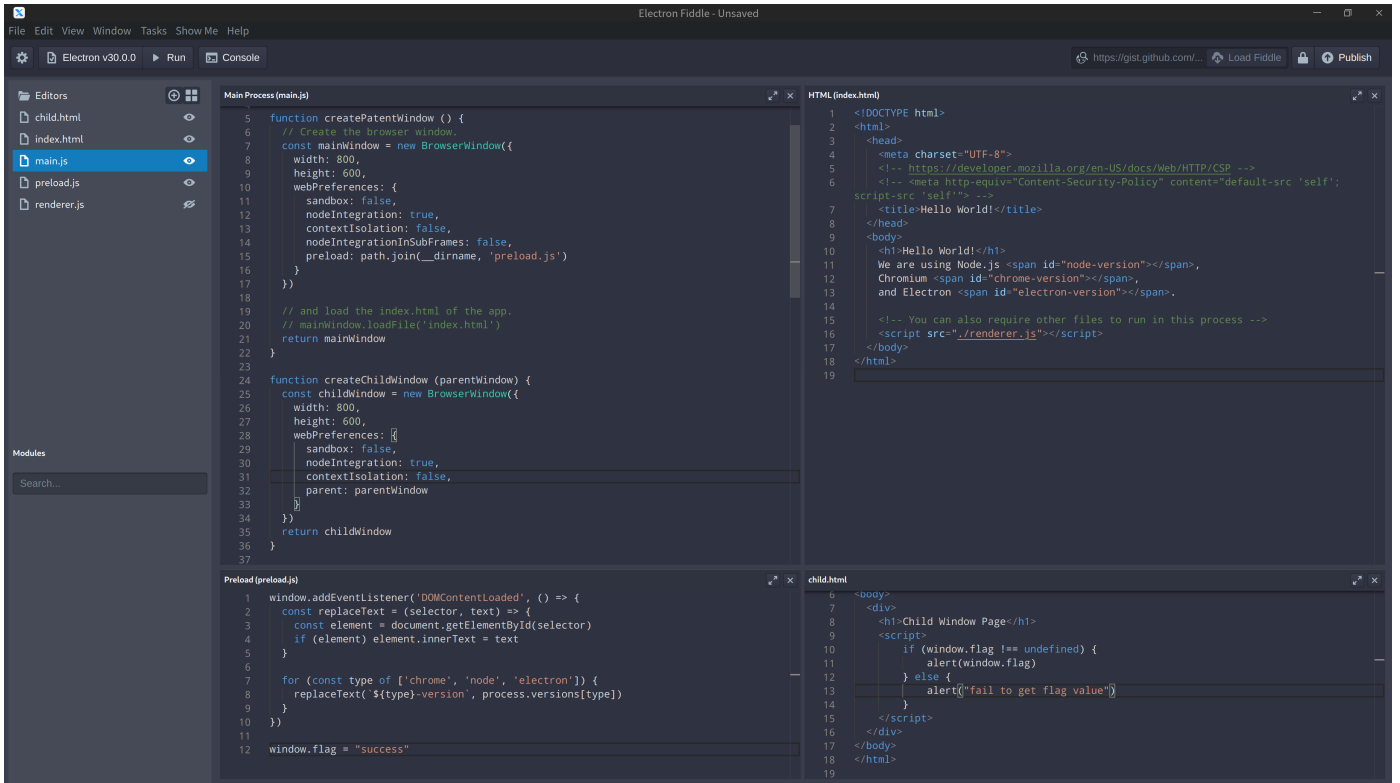 Electron Fiddle - Unsaved
File Edit View Window Tasks Show Me Help
Electron v30.0.0 Run Console
https://gist.github.com/... Load Fiddle Publish
Editors
child.html
index.html
main.js
preload.js
renderer.js
Modules
Search...
Main Process (main.js)
5 function createPatentWindow () {
6 // Create the browser window.
7 const mainWindow = new BrowserWindow({
8 width: 800,
9 height: 600,
10 webPreferences: {
11 sandbox: false,
12 nodeIntegration: true,
13 contextIsolation: false,
14 nodeIntegrationInSubFrames: false,
15 preload: path.join(__dirname, 'preload.js')
16 }
17 })
18
19 // and load the index.html of the app.
20 // mainWindow.loadFile('index.html')
21 return mainWindow
22 }
23
24 function createChildWindow (parentWindow) {
25 const childWindow = new BrowserWindow({
26 width: 800,
27 height: 600,
28 webPreferences: {
29 sandbox: false,
30 nodeIntegration: true,
31 contextIsolation: false,
32 parent: parentWindow
33 }
34 })
35 return childWindow
36 }
37
HTML (index.html)
1 <!DOCTYPE html>
2 <html>
3 <head>
4 <meta charset="UTF-8">
5 <!-- https://developer.mozilla.org/en-US/docs/Web/HTTP/CSP -->
6 <!-- <meta http-equiv="Content-Security-Policy" content="default-src 'self';
script-src 'self'"> -->
7 <title>Hello World!</title>
8 </head>
9 <body>
10 <h1>Hello World!</h1>
11 We are using Node.js <span id="node-version"></span>,
12 Chromium <span id="chrome-version"></span>,
13 and Electron <span id="electron-version"></span>.
14
15 <!-- You can also require other files to run in this process -->
16 <script src="./renderer.js"></script>
17 </body>
18 </html>
19
Preload (preload.js)
1 window.addEventListener('DOMContentLoaded', () => {
2 const replaceText = (selector, text) => {
3 const element = document.getElementById(selector)
4 if (element) element.innerText = text
5 }
6
7 for (const type of ['chrome', 'node', 'electron']) {
8 replaceText(`${type}-version`, process.versions[type])
9 }
10 })
11
12 window.flag = "success"
child.html
6 <body>
7 <div>
8 <h1>Child Window Page</h1>
9 <script>
10 if (window.flag !== undefined) {
11 alert(window.flag)
12 } else {
13 alert("fail to get flag value")
14 }
15 </script>
16 </div>
17 </body>
18 </html>
19